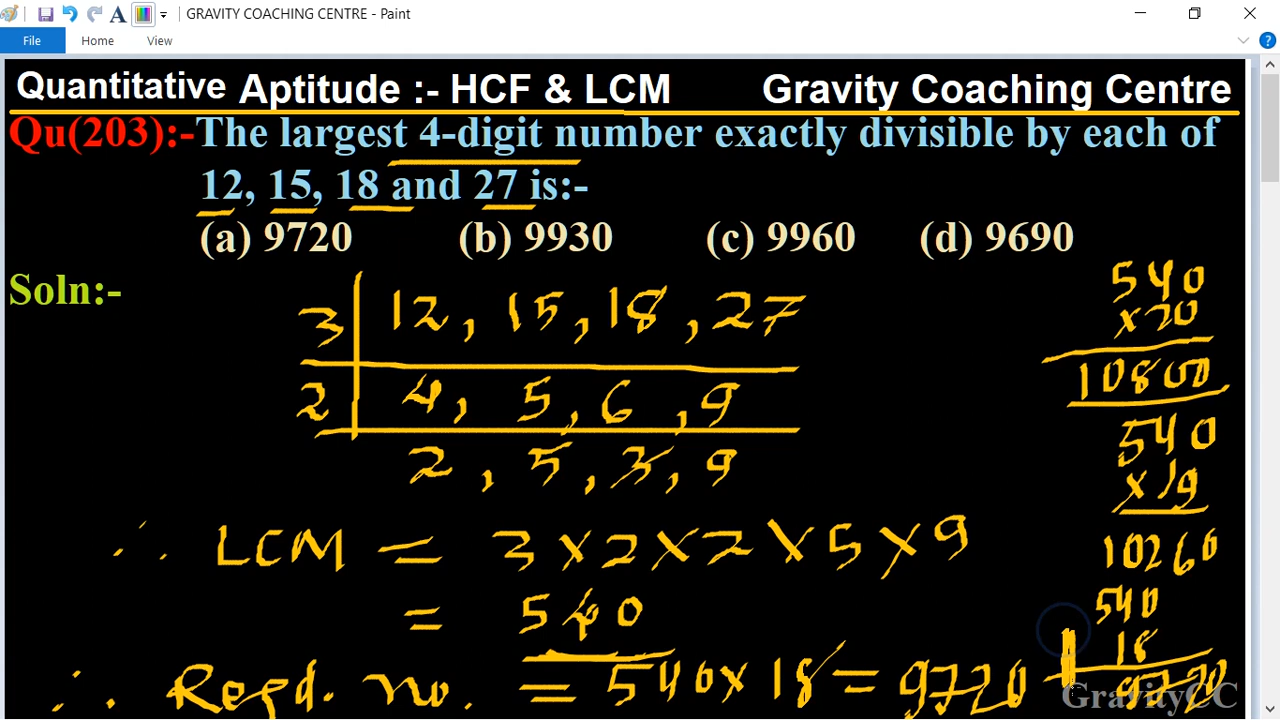 GRAVITY COACHING CENTRE - Paint
File Home View
Quantitative Aptitude :- HCF & LCM Gravity Coaching Centre
Qu(203):-The largest 4-digit number exactly divisible by each of
12, 15, 18 and 27 is:-
(a) 9720 (b) 9930 (c) 9960 (d) 9690
Soln:-
3 | 12, 15, 18, 27
2 | 4, 5, 6, 9
2, 5, 3, 9
∴ LCM = 3 × 2 × 2 × 5 × 9
= 540
∴ Reqd. no. = 540 × 18 = 9720
540
× 20
10800
540
× 19
10260
540
18
9720
GravityCC